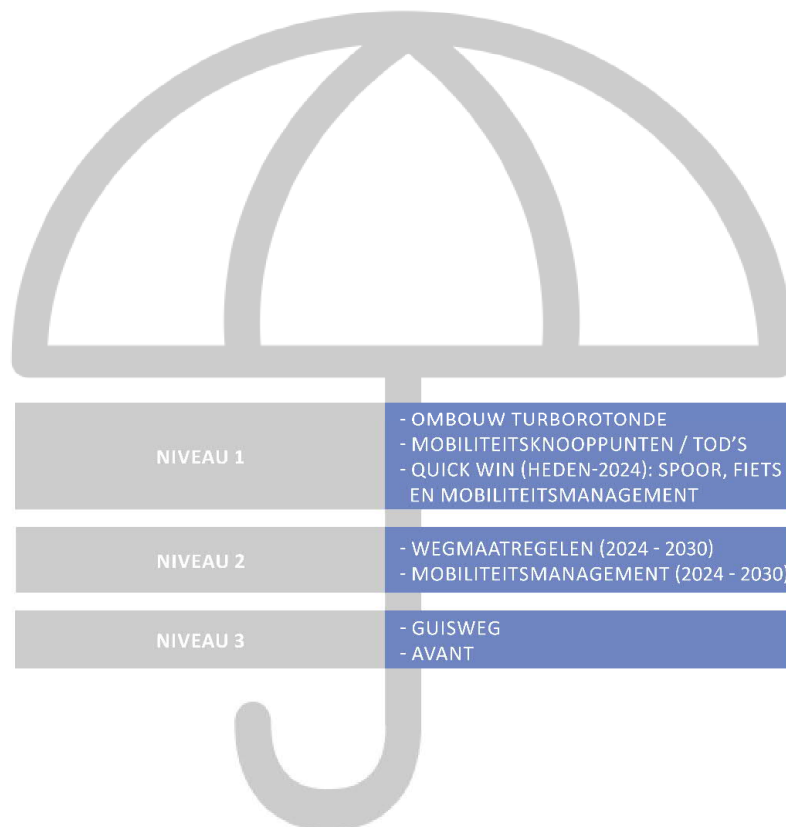 NIVEAU 1
- OMBOUW TURBOROTONDE
- MOBILITEITSKNOOPPUNTEN / TOD'S
- QUICK WIN (HEDEN-2024): SPOOR, FIETS
EN MOBILITEITSMANAGEMENT
NIVEAU 2
- WEGMAATREGELEN (2024 - 2030)
- MOBILITEITSMANAGEMENT (2024 - 2030)
NIVEAU 3
- GUISWEG
- AVANT